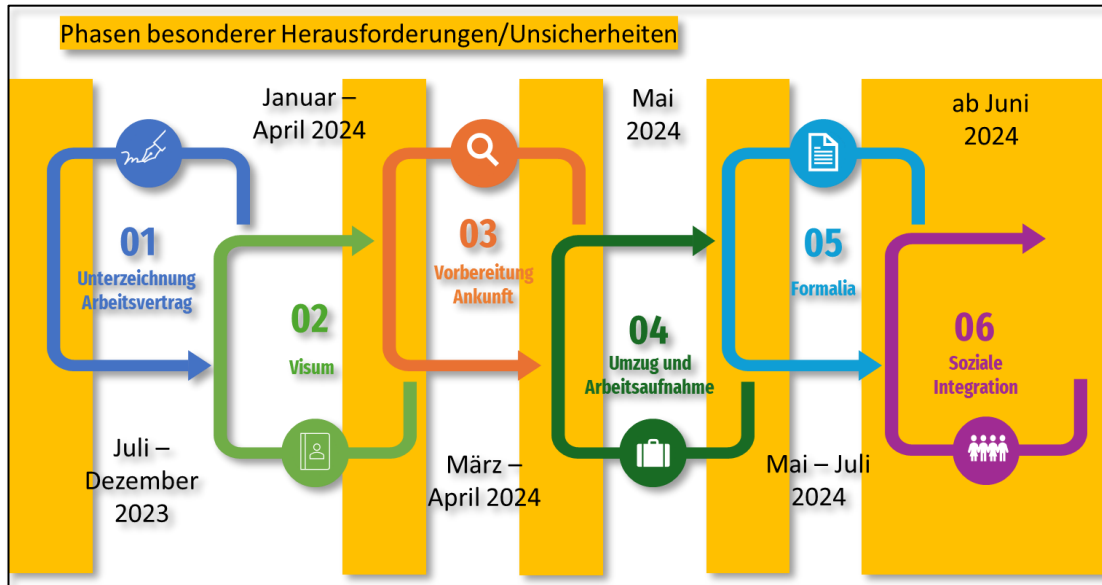 Phasen besonderer Herausforderungen/Unsicherheiten
01
Unterzeichnung
Arbeitsvertrag
Juli –
Dezember
2023
Januar –
April 2024
02
Visum
03
Vorbereitung
Ankunft
März –
April 2024
Mai
2024
04
Umzug und
Arbeitsaufnahme
05
Formalia
Mai – Juli
2024
ab Juni
2024
06
Soziale
Integration